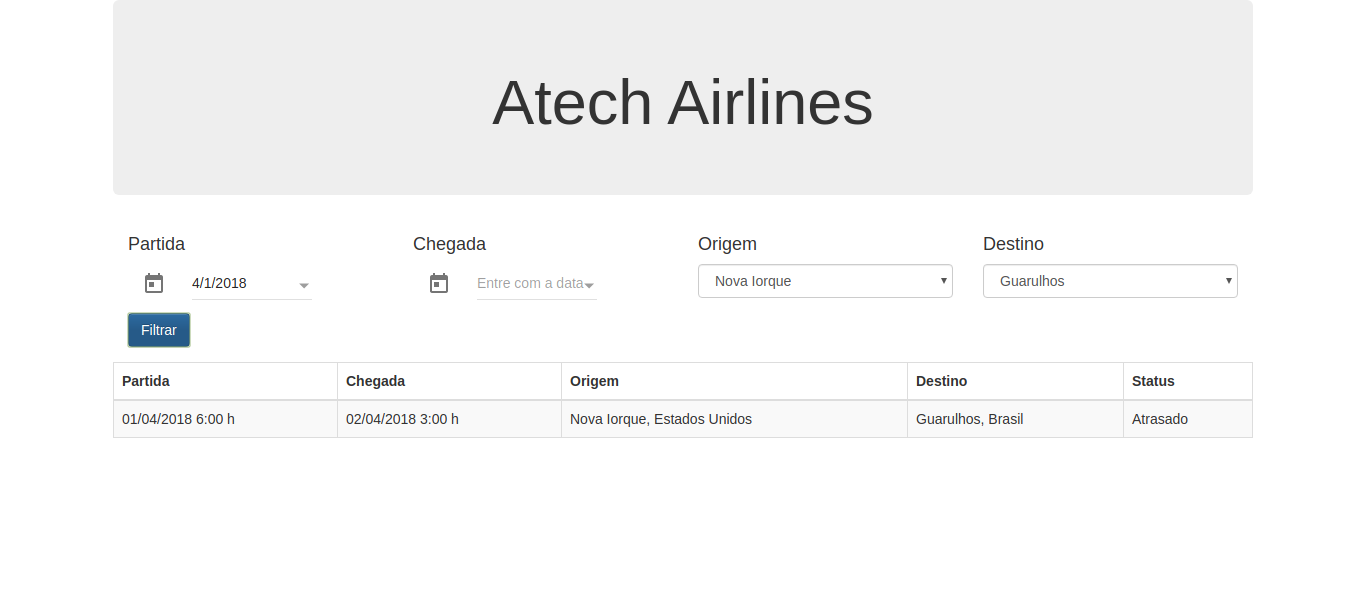 Atech Airlines
Partida Chegada Origem Destino
4/1/2018 Entre com a data Nova Iorque Guarulhos
Filtrar
Partida Chegada Origem Destino Status
01/04/2018 6:00 h 02/04/2018 3:00 h Nova Iorque, Estados Unidos Guarulhos, Brasil Atrasado